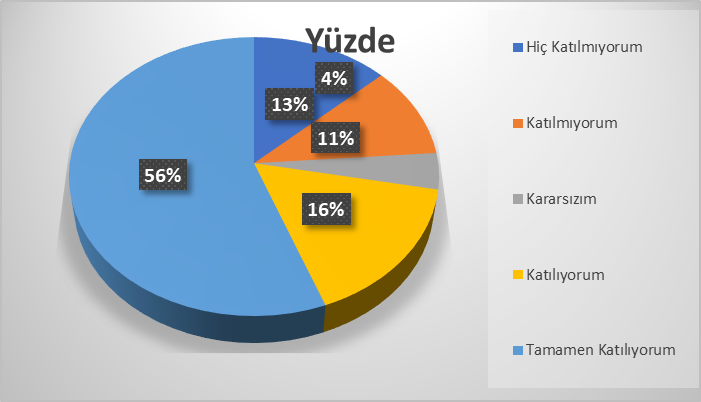 Yüzde
4%
13%
11%
56%
16%
Hiç Katılmıyorum
Katılmıyorum
Kararsızım
Katılıyorum
Tamamen Katılıyorum